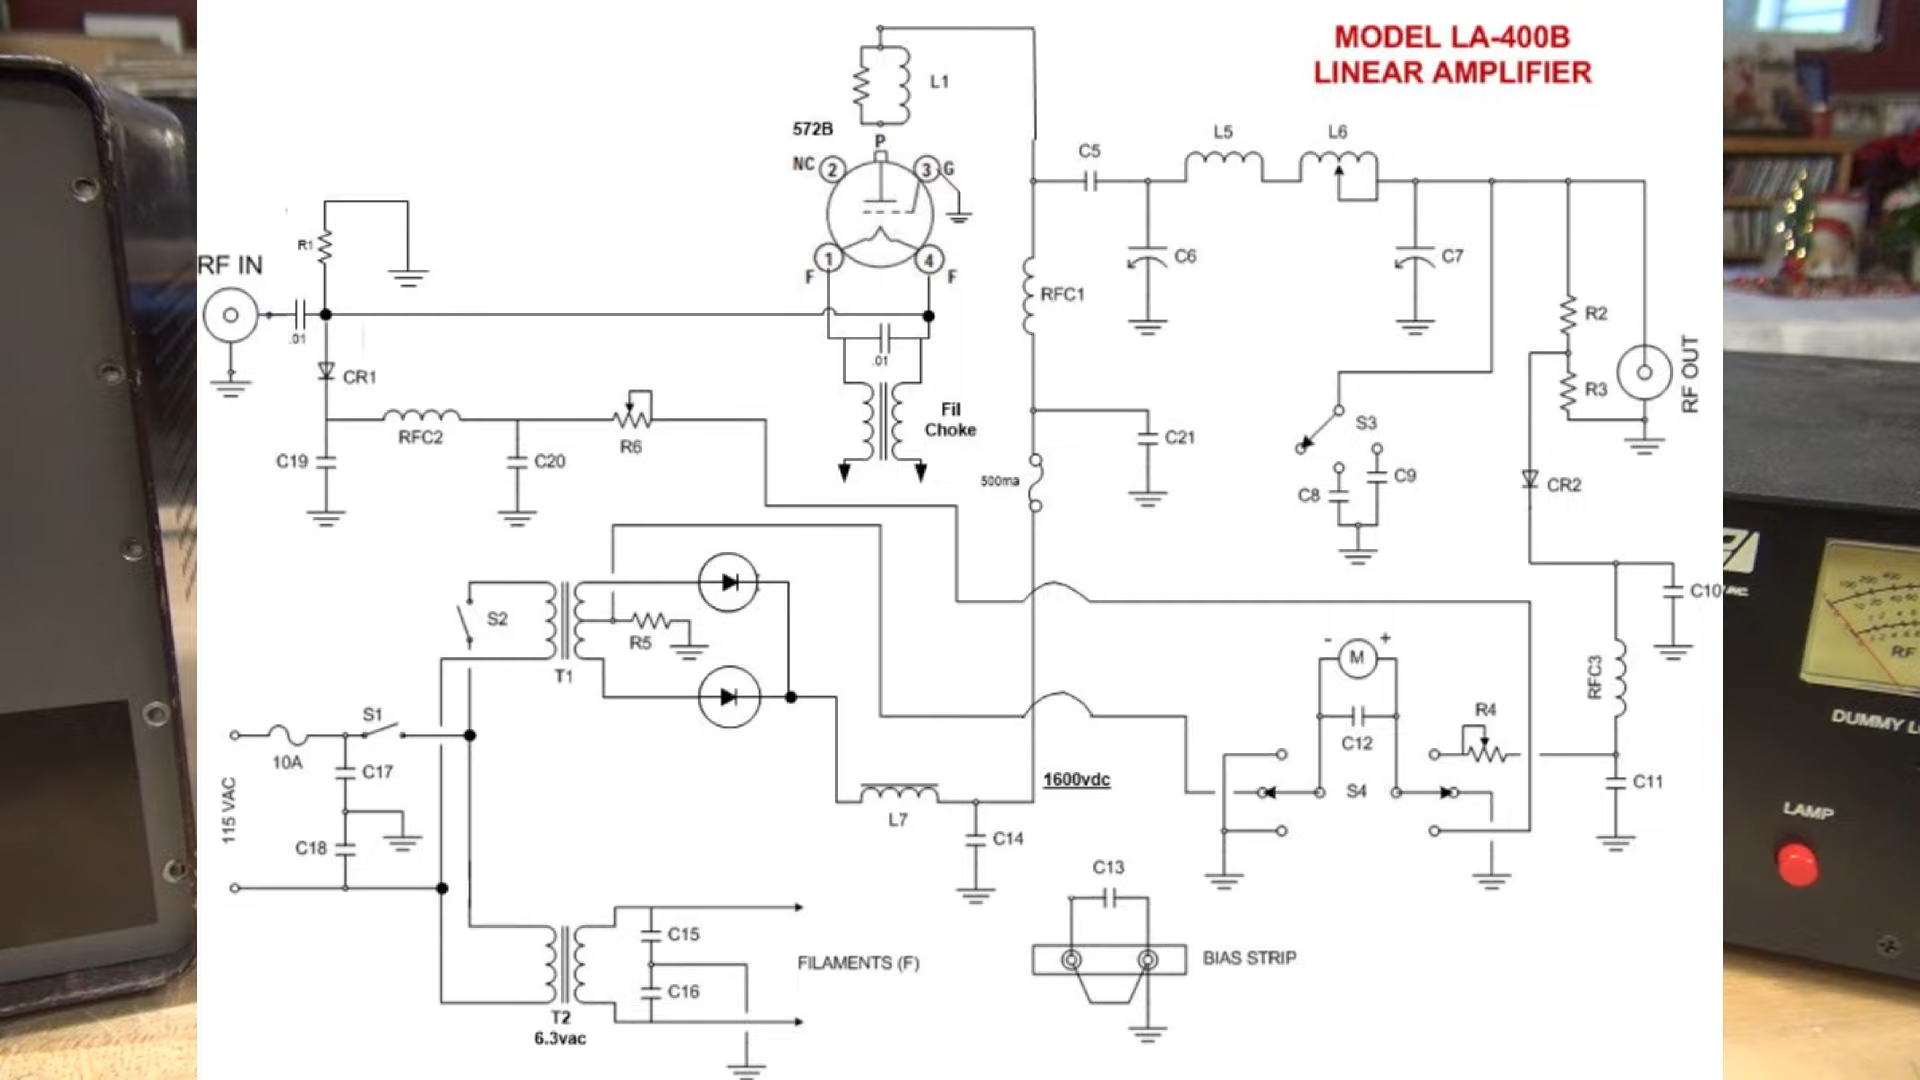 MODEL LA-400B
LINEAR AMPLIFIER
L1
572B
P
NC
2
3
G
1
4
F
F
C5
L5
L6
C6
C7
R1
RF IN
.01
.01
CR1
RFC1
R2
R3
RF OUT
RFC2
R6
Fil
Choke
C19
C20
500ma
C21
S3
C8
C9
CR2
S2
R5
T1
C10
M
-
+
RFC3
C12
R4
S1
10A
C17
115 VAC
C18
1600vdc
L7
C14
S4
C11
C13
BIAS STRIP
C15
C16
FILAMENTS (F)
T2
6.3vac
RF
DUMMY
LAMP